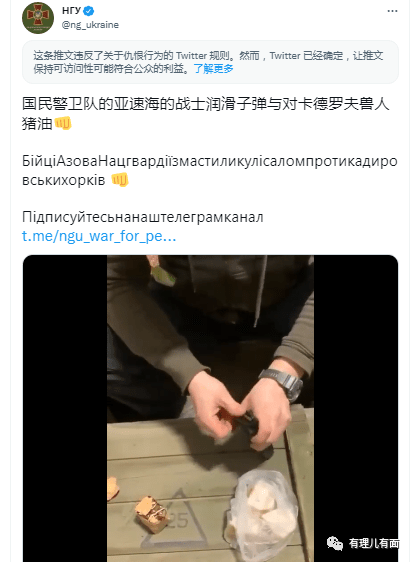 НГУ
@ng_ukraine
这条推文违反了关于仇恨行为的 Twitter 规则。然而，Twitter 已经确定，让推文
保持可访问性可能符合公众的利益。了解更多
国民警卫队的亚速海的战士润滑子弹与对卡德罗夫兽人
猪油👊
БійціАзоваНацгвардіїзмастиликулісаломпротикадиро
вськихорків 👊
Підписуйтесьнанаштелеграмканал
t.me/ngu_war_for_pe...
25
有理儿有面